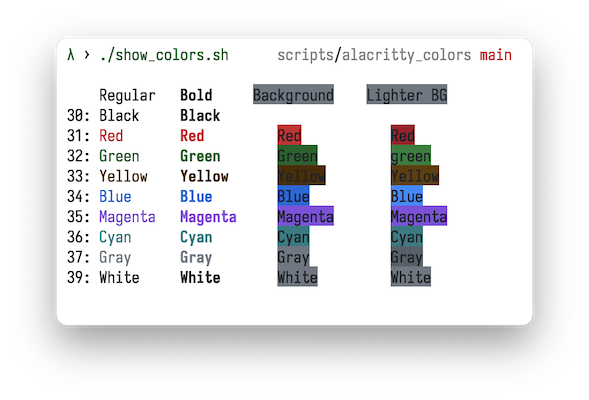 λ › ./show_colors.sh scripts/alacritty_colors main
Regular Bold Background Lighter BG
30: Black Black
31: Red Red Red Red
32: Green Green Green green
33: Yellow Yellow Yellow Yellow
34: Blue Blue Blue Blue
35: Magenta Magenta Magenta Magenta
36: Cyan Cyan Cyan Cyan
37: Gray Gray Gray Gray
39: White White White White